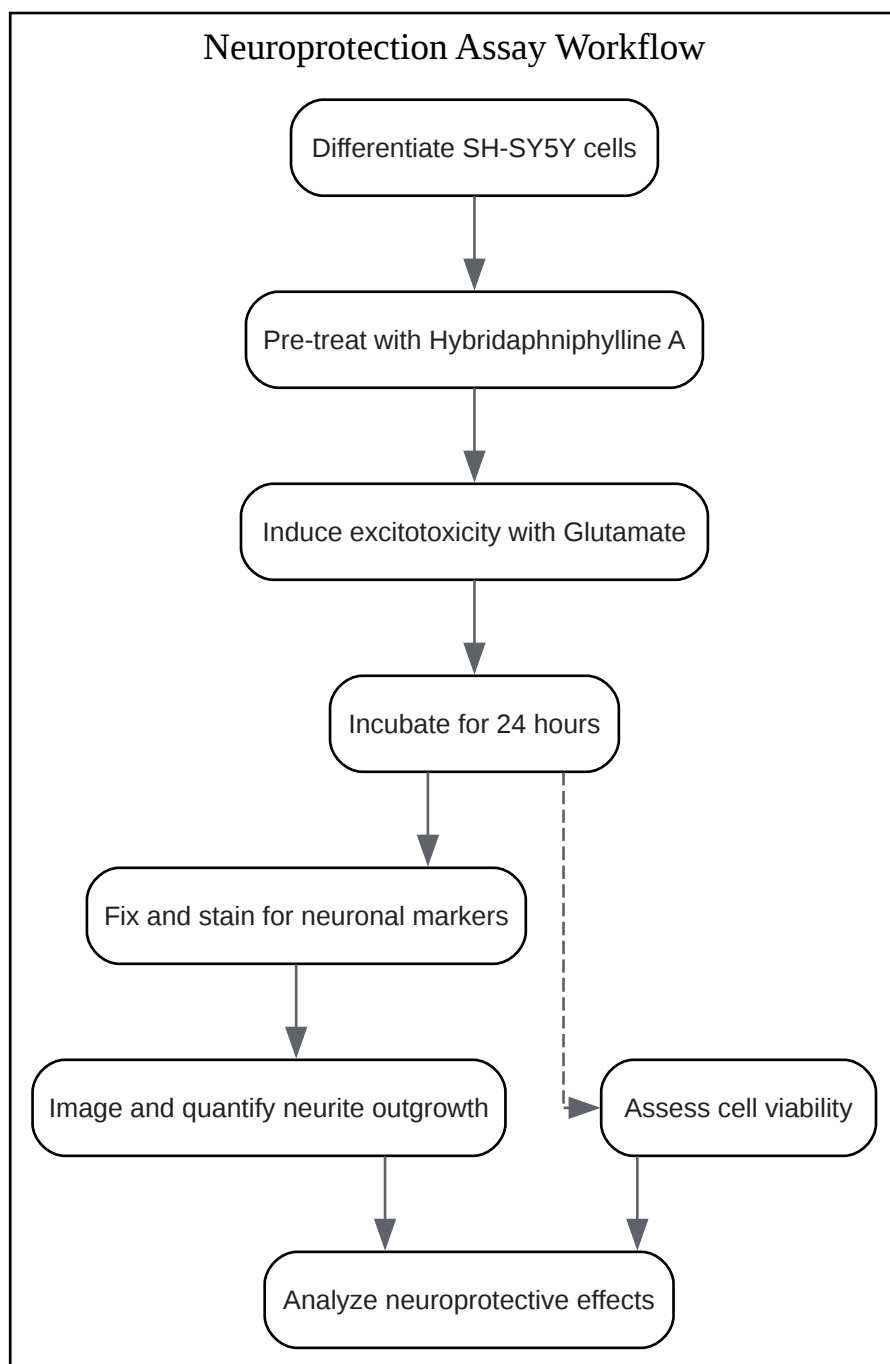 Neuroprotection Assay Workflow
Differentiate SH-SY5Y cells
Pre-treat with Hybridaphniphylline A
Induce excitotoxicity with Glutamate
Incubate for 24 hours
Fix and stain for neuronal markers
Image and quantify neurite outgrowth
Assess cell viability
Analyze neuroprotective effects